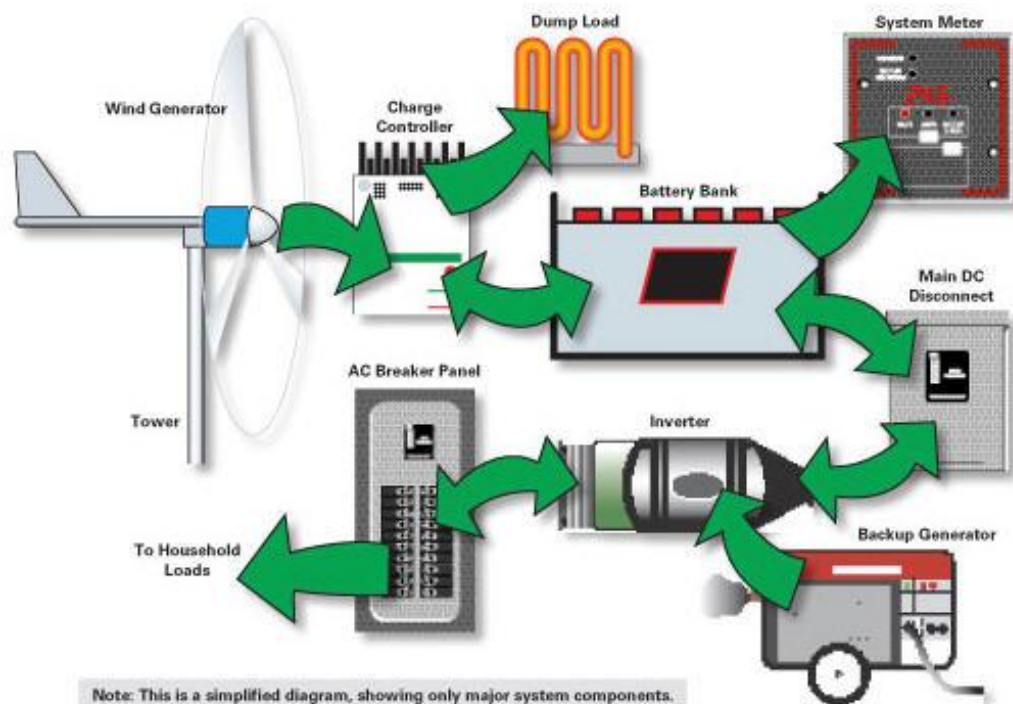 Dump Load
System Meter
Wind Generator
Charge
Controller
Battery Bank
Main DC
Disconnect
AC Breaker Panel
Tower
Inverter
To Household
Loads
Backup Generator
Note: This is a simplified diagram, showing only major system components.